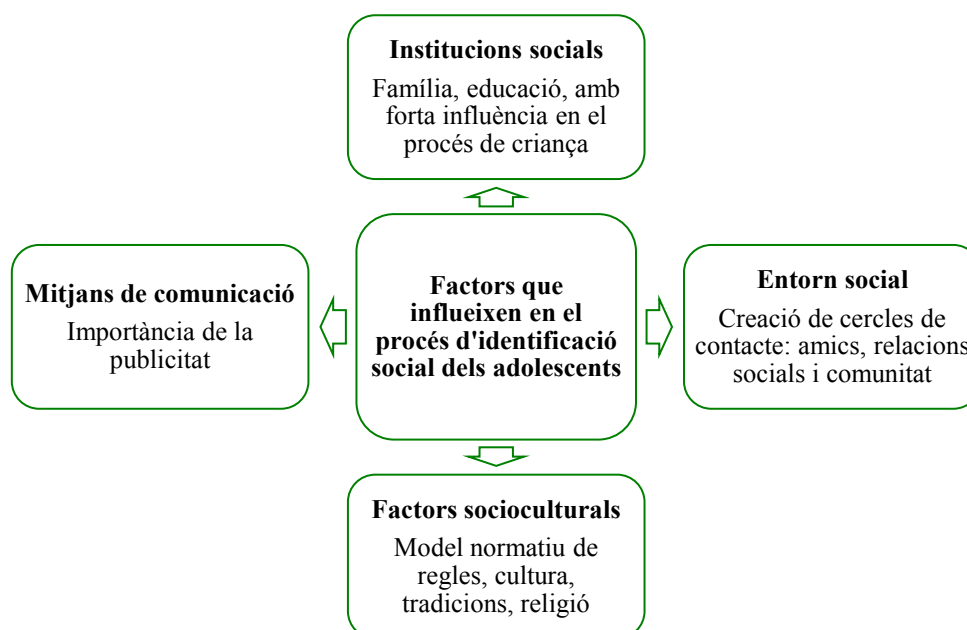 Institucions socials
Família, educació, amb
forta influència en el
procés de criança
Mitjans de comunicació
Importància de la
publicitat
Factors que
influeixen en el
procés d'identificació
social dels adolescents
Entorn social
Creació de cercles de
contacte: amics, relacions
socials i comunitat
Factors socioculturals
Model normatiu de
regles, cultura,
tradicions, religió